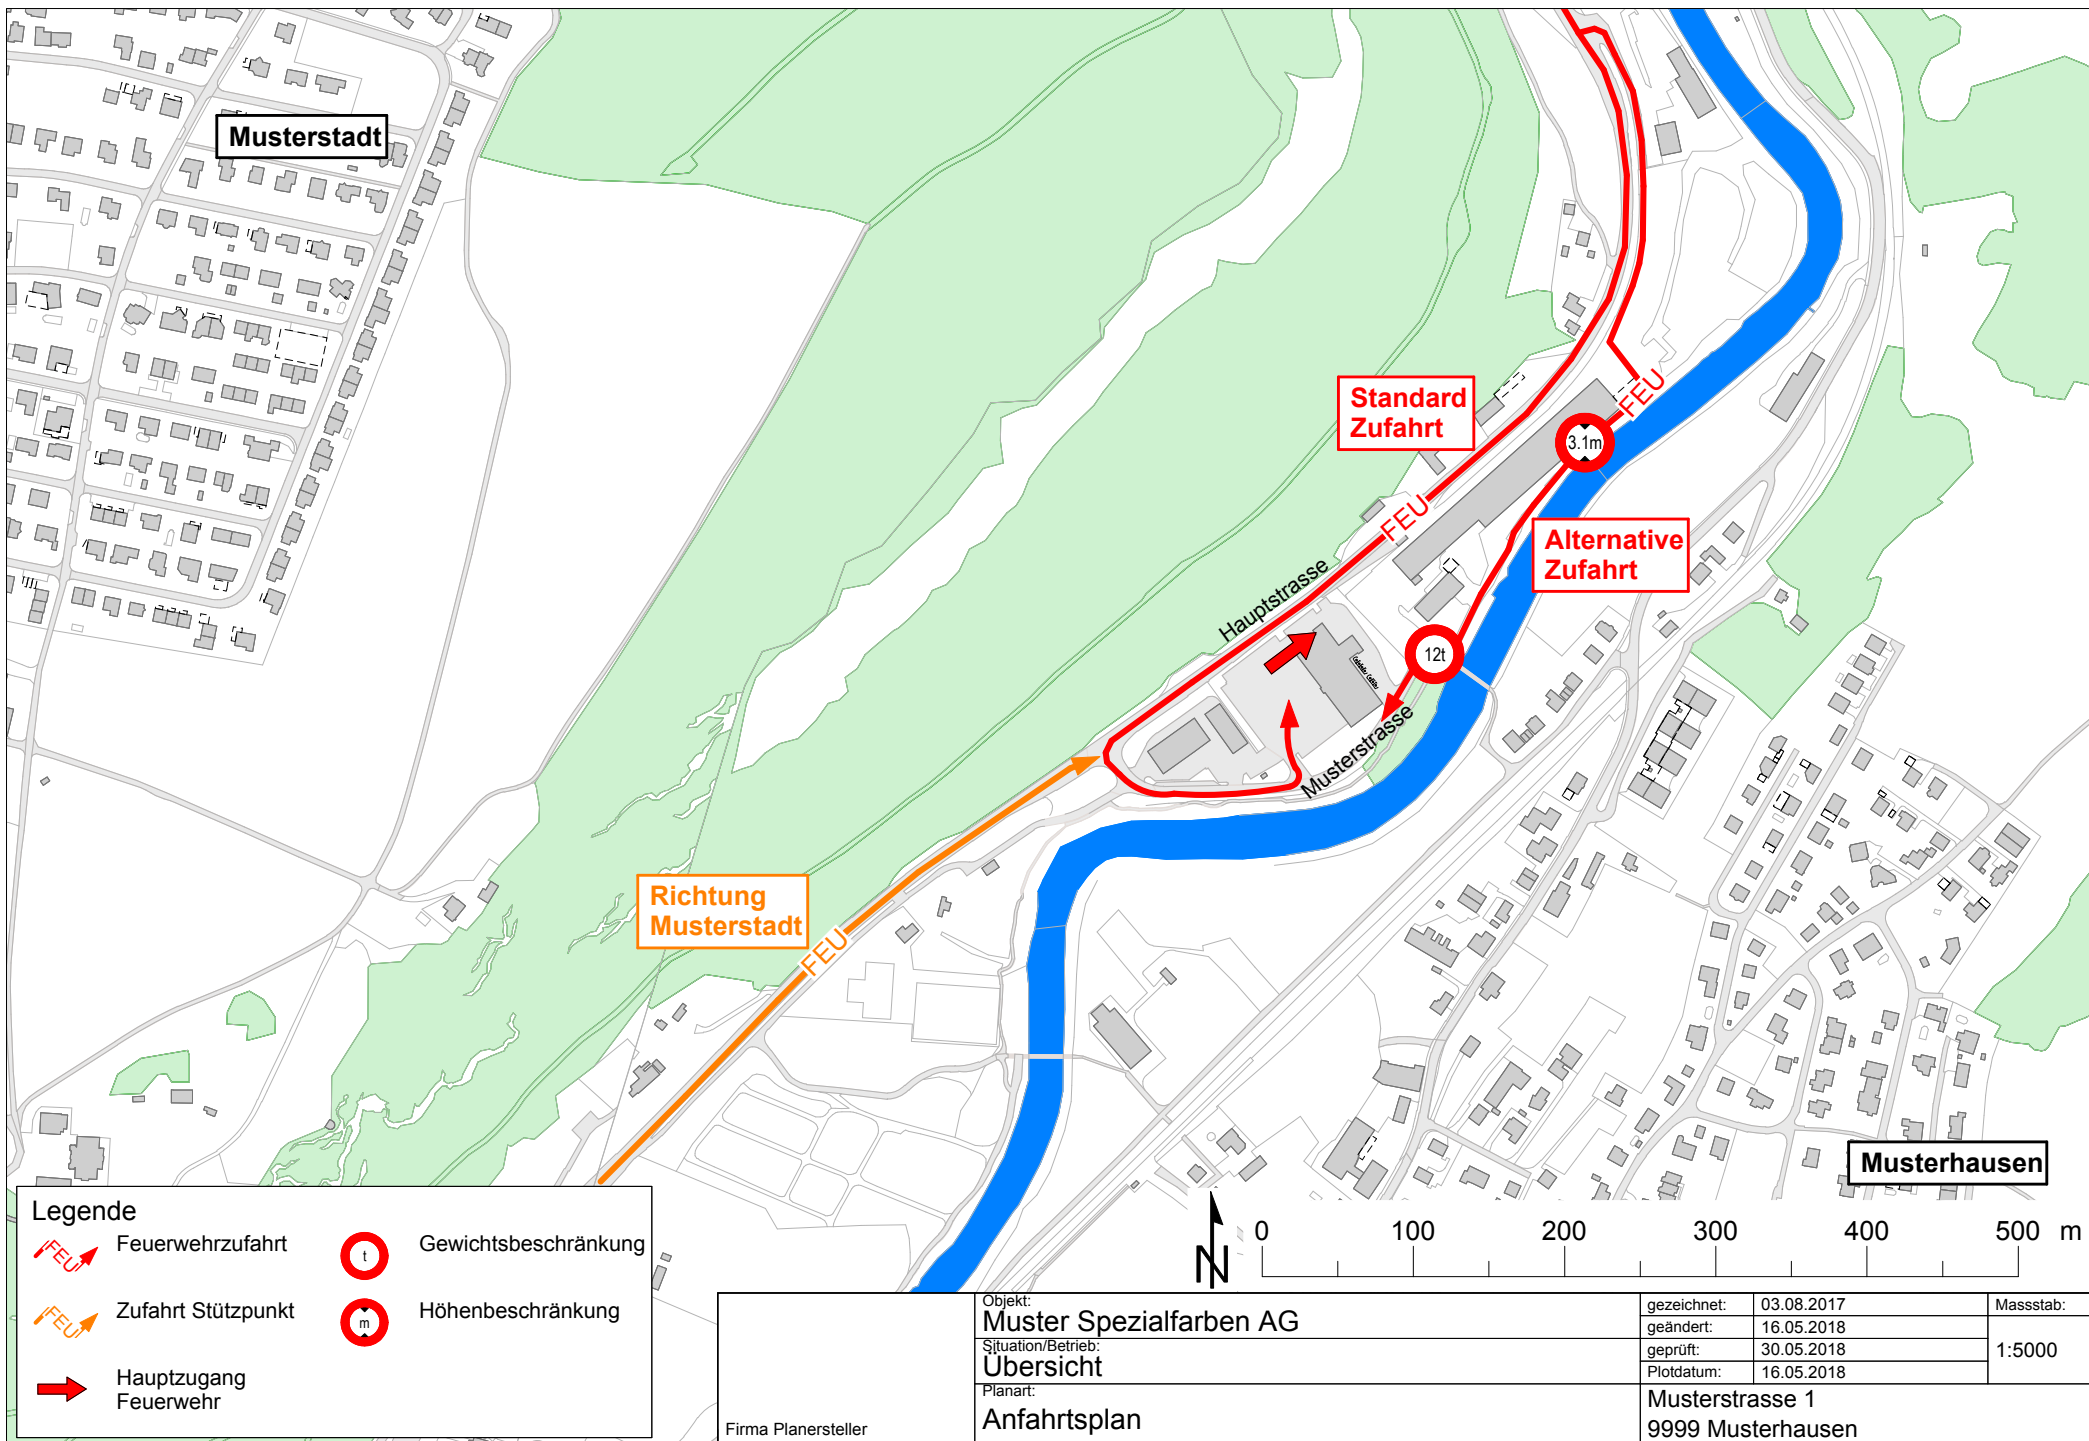 Musterstadt
Standard
Zufahrt
FEU
3.1m
FEU
Alternative
Zufahrt
Hauptstrasse
12t
Musterstrasse
Richtung
Musterstadt
FEU
Musterhausen
Legende
FEU
Feuerwehrzufahrt
t
Gewichtsbeschränkung
FEU
Zufahrt Stützpunkt
m
Höhenbeschränkung
Hauptzugang
Feuerwehr
N
0 100 200 300 400 500 m
Firma Planersteller
Objekt:
Muster Spezialfarben AG
Situation/Betrieb:
Übersicht
Planart:
Anfahrtsplan
gezeichnet: 03.08.2017
geändert: 16.05.2018
geprüft: 30.05.2018
Plotdatum: 16.05.2018
Massstab:
1:5000
Musterstrasse 1
9999 Musterhausen